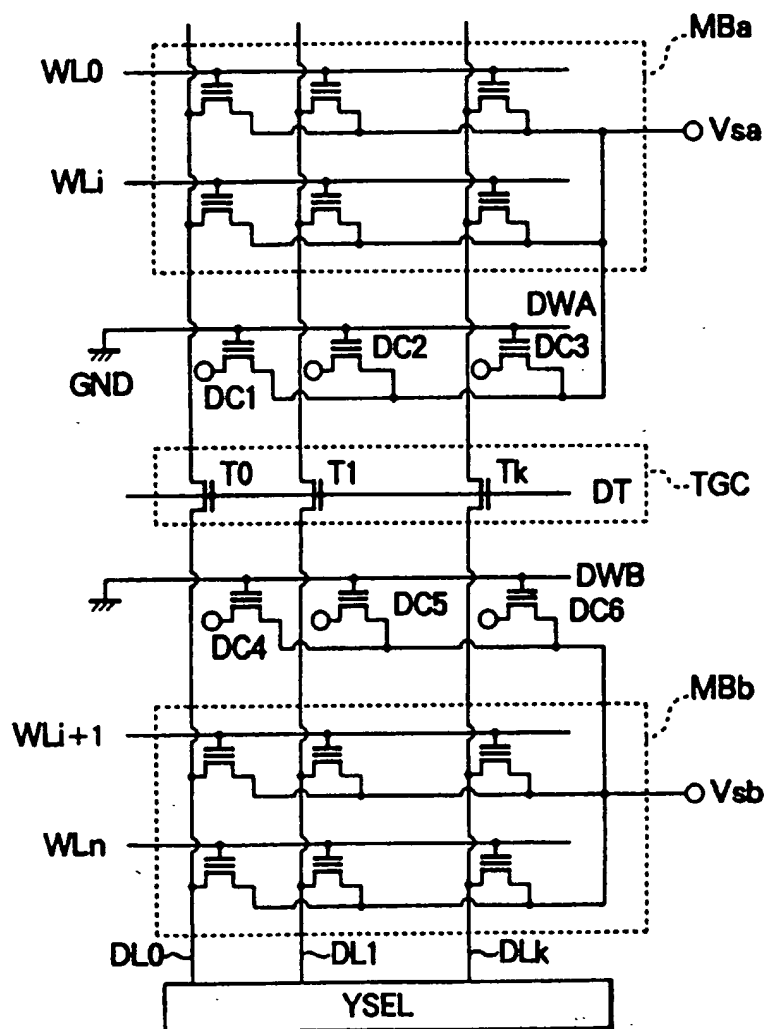 MBa
WL0
Vsa
WLi
DWA
DC2
DC3
GND
DC1
T0
T1
Tk
DT
TGC
DWB
DC5
DC6
DC4
MBb
WLi+1
Vsb
WLn
DL0
DL1
DLk
YSEL